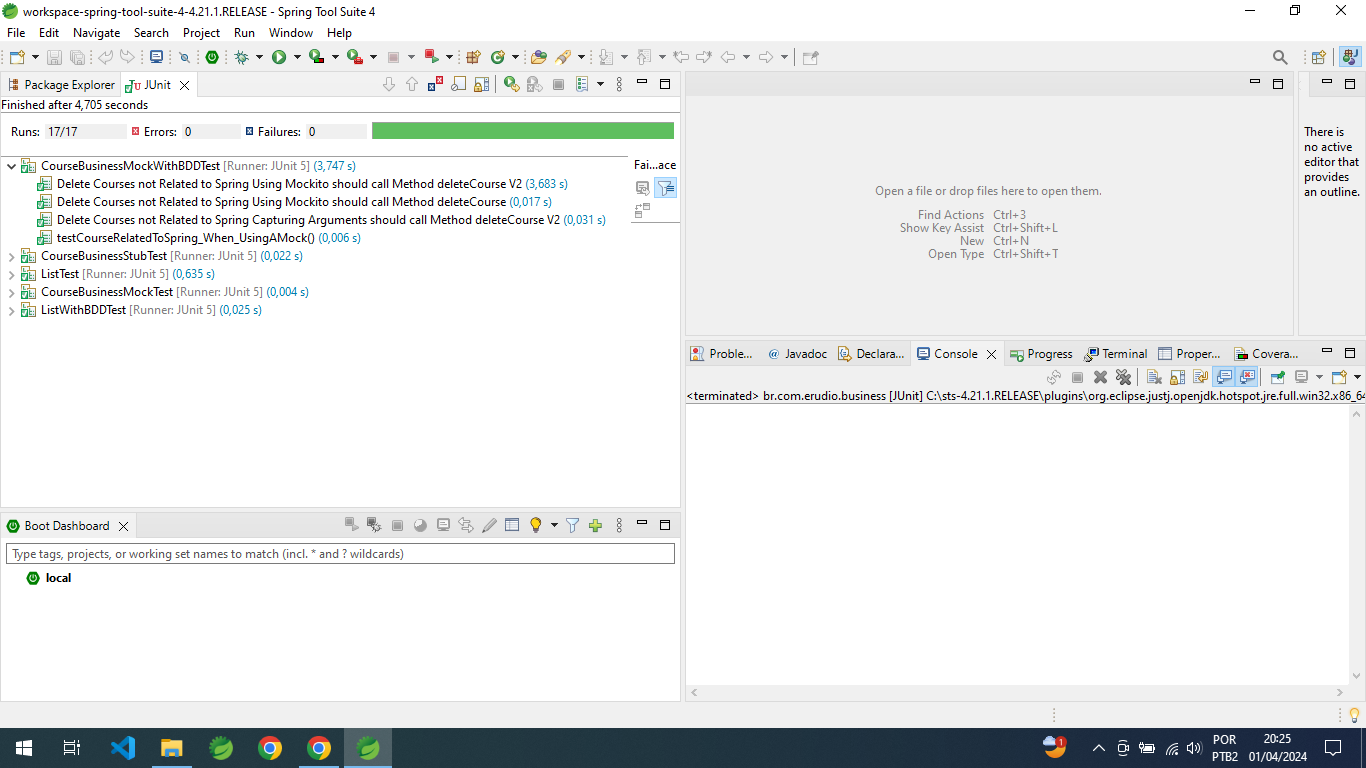 workspace-spring-tool-suite-4-4.21.1.RELEASE - Spring Tool Suite 4
File Edit Navigate Search Project Run Window Help
Package Explorer
JUnit
Finished after 4,705 seconds
Runs: 17/17 Errors: 0 Failures: 0
CourseBusinessMockWithBDDTest [Runner: JUnit 5] (3,747 s)
Delete Courses not Related to Spring Using Mockito should call Method deleteCourse V2 (3,683 s)
Delete Courses not Related to Spring Using Mockito should call Method deleteCourse (0,017 s)
Delete Courses not Related to Spring Capturing Arguments should call Method deleteCourse V2 (0,031 s)
testCourseRelatedToSpring_When_UsingAMock() (0,006 s)
CourseBusinessStubTest [Runner: JUnit 5] (0,022 s)
ListTest [Runner: JUnit 5] (0,635 s)
CourseBusinessMockTest [Runner: JUnit 5] (0,004 s)
ListWithBDDTest [Runner: JUnit 5] (0,025 s)
Fai...ace
Open a file or drop files here to open them.
Find Actions Ctrl+3
Show Key Assist Ctrl+Shift+L
New Ctrl+N
Open Type Ctrl+Shift+T
There is
no active
editor that
provides
an outline.
Proble... @ Javadoc Declara... Console Progress Terminal Proper... Covera...
<terminated> br.com.erudio.business [JUnit] C:\sts-4.21.1.RELEASE\plugins\org.eclipse.justj.openjdk.hotspot.jre.full.win32.x86_64
Boot Dashboard
Type tags, projects, or working set names to match (incl. * and ? wildcards)
local
1
POR
PTB2
20:25
01/04/2024